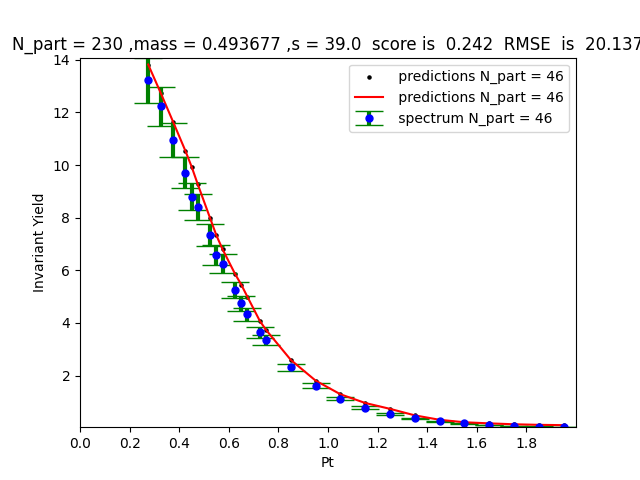 N_part = 230 ,mass = 0.493677 ,s = 39.0 score is 0.242 RMSE is 20.137
14
12
10
8
6
4
2
Invariant Yield
predictions N_part = 46
predictions N_part = 46
spectrum N_part = 46
0.0 0.2 0.4 0.6 0.8 1.0 1.2 1.4 1.6 1.8
Pt